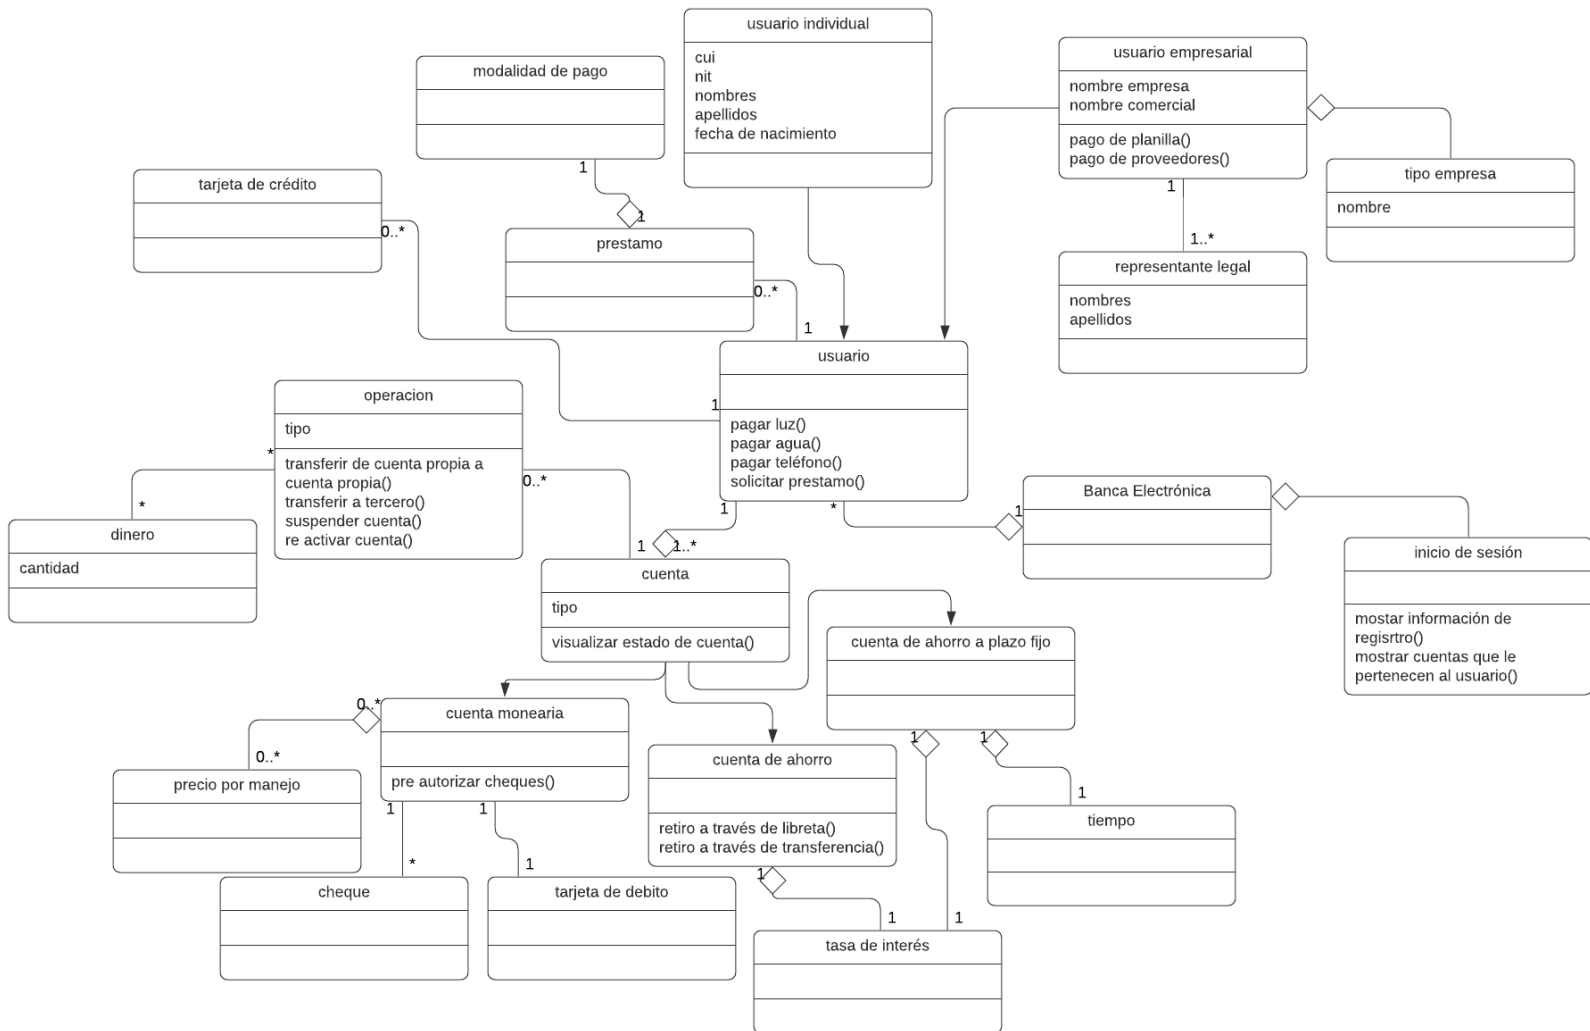 usuario individual
cui
nit
nombres
apellidos
fecha de nacimiento
modalidad de pago
1
1
usuario empresarial
nombre empresa
nombre comercial
pago de planilla()
pago de proveedores()
1
1..*
tipo empresa
nombre
representante legal
nombres
apellidos
tarjeta de crédito
0..*
prestamo
0..*
1
usuario
1
pagar luz()
pagar agua()
pagar teléfono()
solicitar prestamo()
1
*
operacion
tipo
transferir de cuenta propia a
cuenta propia()
transferir a tercero()
suspender cuenta()
re activar cuenta()
*
0..*
*
dinero
cantidad
1
1..*
cuenta
tipo
visualizar estado de cuenta()
Banca Electrónica
1
inicio de sesión
mostar información de
regisrtro()
mostrar cuentas que le
pertenecen al usuario()
cuenta de ahorro a plazo fijo
1
1
cuenta monearia
pre autorizar cheques()
0..*
0..*
1
1
precio por manejo
cuenta de ahorro
retiro a través de libreta()
retiro a través de transferencia()
1
1
tiempo
*
1
cheque
tarjeta de debito
1
1
tasa de interés